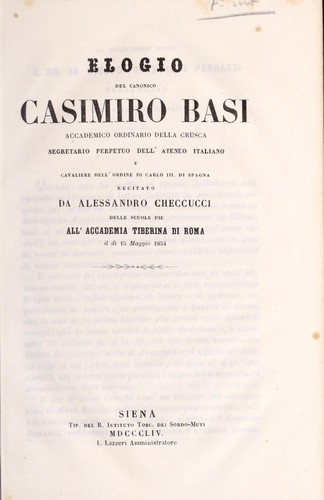 ELOGIO
DEL CANONICO
CASIMIRO BASI
ACCADEMICO ORDINARIO DELLA CRUSCA
SEGRETARIO PERPETUO DELL' ATENEO ITALIANO
E
CAVALIERE DELL' ORDINE DI CARLO III. DI SPAGNA
RECITATO
DA ALESSANDRO CHECCUCCI
DELLE SCUOLE PIE
ALL' ACCADEMIA TIBERINA DI ROMA
il dì 15 Maggio 1854
SIENA
TIP. DEL R. ISTITUTO TOSC. DEI SORDO-MUTI
MDCCCLIV.
L. Lazzeri Amministratore